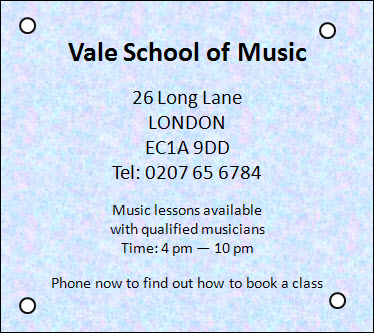 Vale School of Music
26 Long Lane
LONDON
EC1A 9DD
Tel: 0207 65 6784
Music lessons available
with qualified musicians
Time: 4 pm — 10 pm
Phone now to find out how to book a class